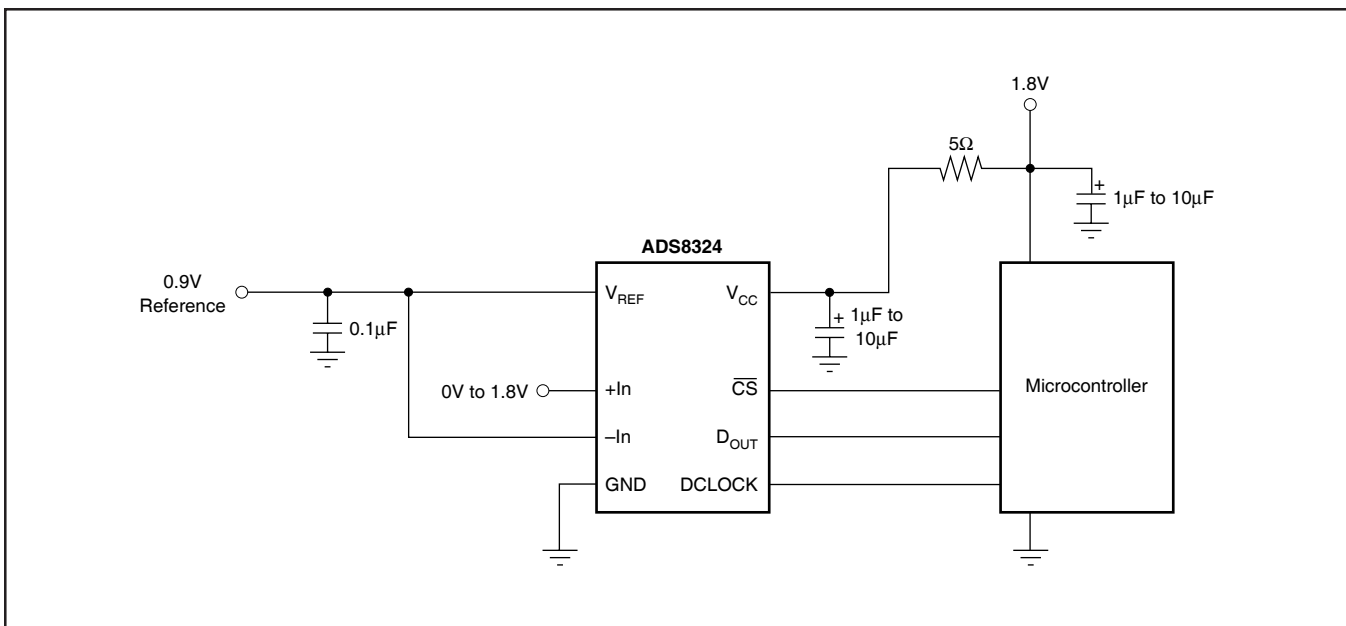 1.8V
5Ω
+
1μF to 10μF
ADS8324
0.9V
Reference
V_REF
V_CC
0.1μF
+
1μF to
10μF
0V to 1.8V
+In
C̅S̅
Microcontroller
–In
D_OUT
GND
DCLOCK